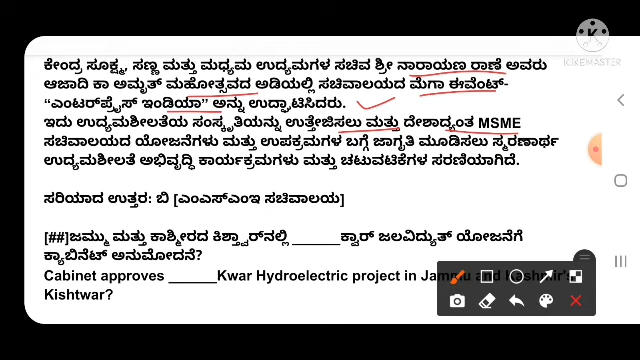 ಕೇಂದ್ರ ಸೂಕ್ಷ್ಮ, ಸಣ್ಣ ಮತ್ತು ಮಧ್ಯಮ ಉದ್ಯಮಗಳ ಸಚಿವ ಶ್ರೀ ನಾರಾಯಣ ರಾಣೆ ಅವರು
ಆಜಾದಿ ಕಾ ಅಮೃತ್ ಮಹೋತ್ಸವದ ಅಡಿಯಲ್ಲಿ ಸಚಿವಾಲಯದ ಮೆಗಾ ಈವೆಂಟ್-
“ಎಂಟರ್‌ಪ್ರೈಸ್ ಇಂಡಿಯಾ” ಅನ್ನು ಉದ್ಘಾಟಿಸಿದರು.
ಇದು ಉದ್ಯಮಶೀಲತೆಯ ಸಂಸ್ಕೃತಿಯನ್ನು ಉತ್ತೇಜಿಸಲು ಮತ್ತು ದೇಶಾದ್ಯಂತ MSME
ಸಚಿವಾಲಯದ ಯೋಜನೆಗಳು ಮತ್ತು ಉಪಕ್ರಮಗಳ ಬಗ್ಗೆ ಜಾಗೃತಿ ಮೂಡಿಸಲು ಸ್ಮರಣಾರ್ಥ
ಉದ್ಯಮಶೀಲತೆ ಅಭಿವೃದ್ಧಿ ಕಾರ್ಯಕ್ರಮಗಳು ಮತ್ತು ಚಟುವಟಿಕೆಗಳ ಸರಣಿಯಾಗಿದೆ.
ಸರಿಯಾದ ಉತ್ತರ: ಬಿ [ಎಂಎಸ್ಎಂಇ ಸಚಿವಾಲಯ]
[##]ಜಮ್ಮು ಮತ್ತು ಕಾಶ್ಮೀರದ ಕಿಶ್ತ್ವಾರ್‌ನಲ್ಲಿ ______ಕ್ವಾರ್ ಜಲವಿದ್ಯುತ್ ಯೋಜನೆಗೆ
ಕ್ಯಾಬಿನೆಟ್ ಅನುಮೋದನೆ?
Cabinet approves ______Kwar Hydroelectric project in Jammu and Kashmir's
Kishtwar?
KINEMASTER